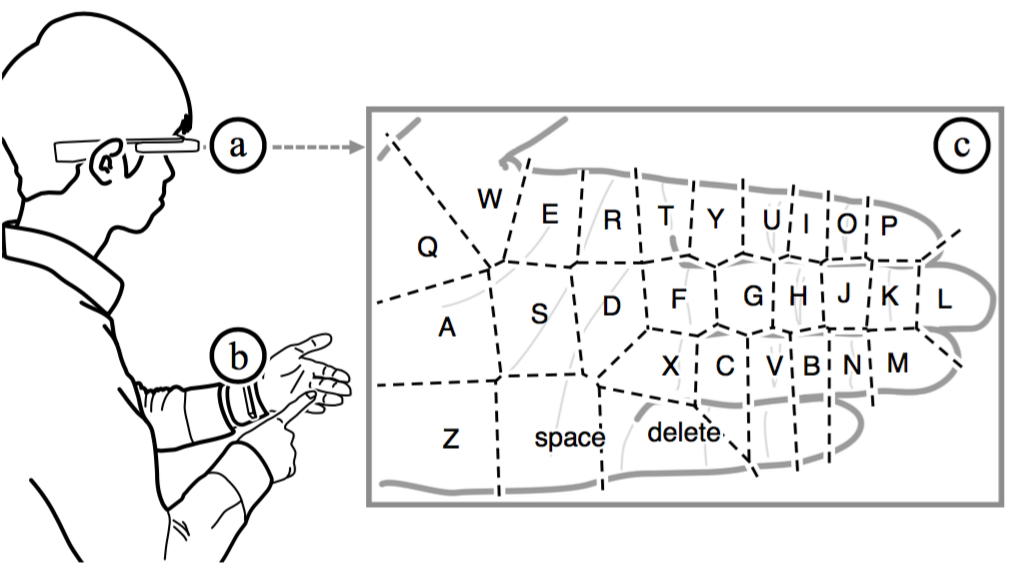 a
c
b
W E R T Y U I O P
Q
A S D F G H J K L
X C V B N M
Z space delete